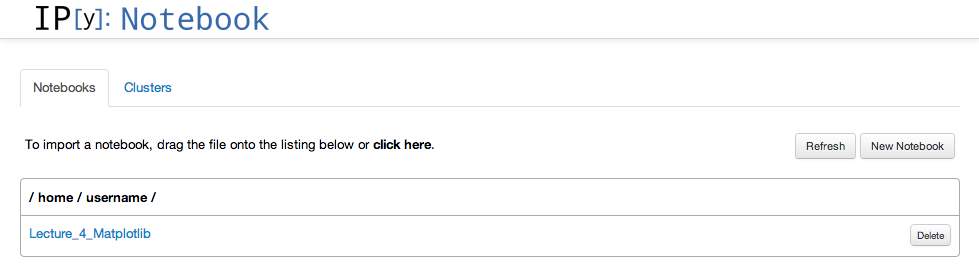 IP[y]: Notebook
Notebooks
Clusters
To import a notebook, drag the file onto the listing below or click here.
Refresh
New Notebook
/ home / username /
Lecture_4_Matplotlib
Delete